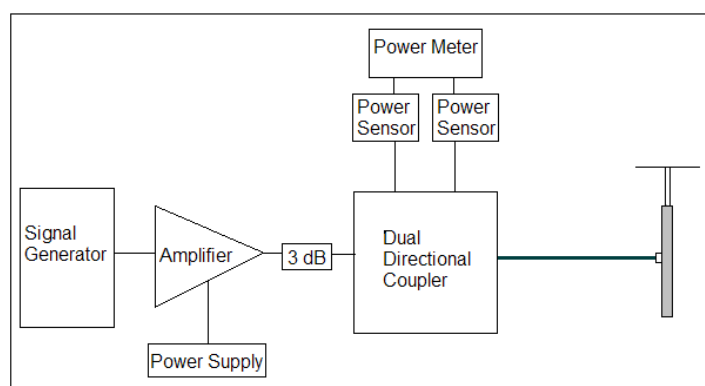 Power Meter
Power
Sensor
Power
Sensor
Signal
Generator
Amplifier
3 dB
Dual
Directional
Coupler
Power Supply